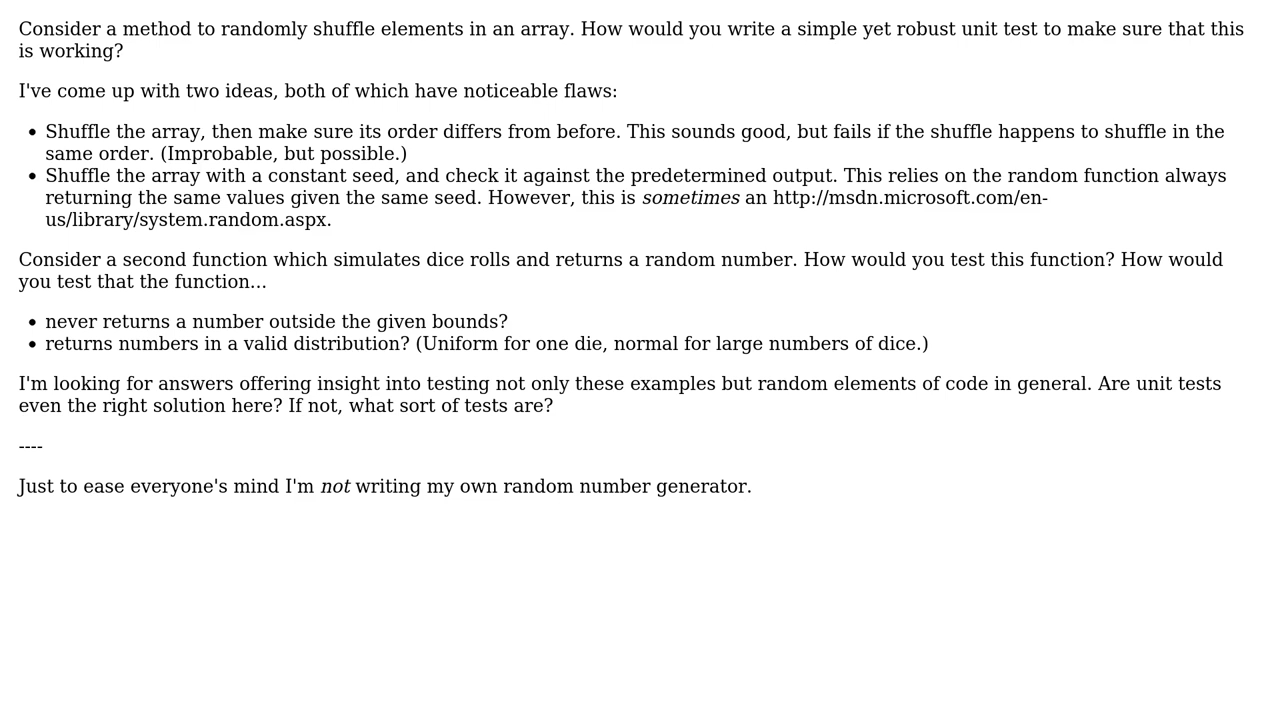 Consider a method to randomly shuffle elements in an array. How would you write a simple yet robust unit test to make sure that this
is working?
I've come up with two ideas, both of which have noticeable flaws:
• Shuffle the array, then make sure its order differs from before. This sounds good, but fails if the shuffle happens to shuffle in the
same order. (Improbable, but possible.)
• Shuffle the array with a constant seed, and check it against the predetermined output. This relies on the random function always
returning the same values given the same seed. However, this is sometimes an http://msdn.microsoft.com/en-
us/library/system.random.aspx.
Consider a second function which simulates dice rolls and returns a random number. How would you test this function? How would
you test that the function...
• never returns a number outside the given bounds?
• returns numbers in a valid distribution? (Uniform for one die, normal for large numbers of dice.)
I'm looking for answers offering insight into testing not only these examples but random elements of code in general. Are unit tests
even the right solution here? If not, what sort of tests are?
----
Just to ease everyone's mind I'm not writing my own random number generator.